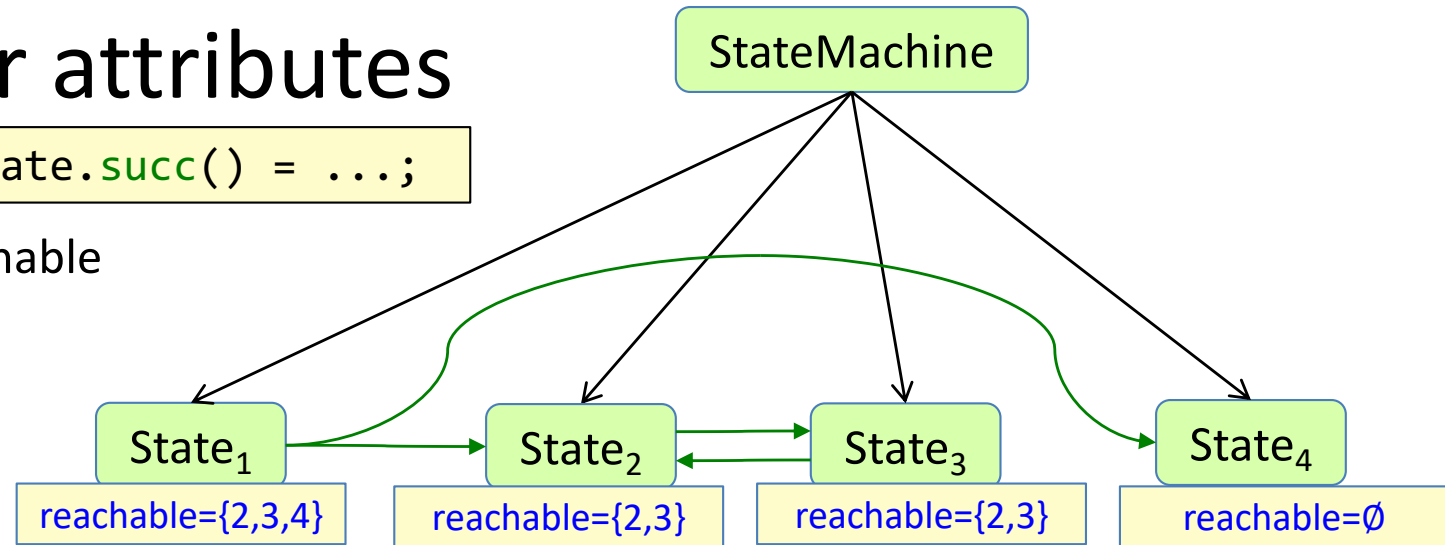 r attributes
StateMachine
ate.succ() = ...;
hable
State₁
State₂
State₃
State₄
reachable={2,3,4}
reachable={2,3}
reachable={2,3}
reachable=Ø